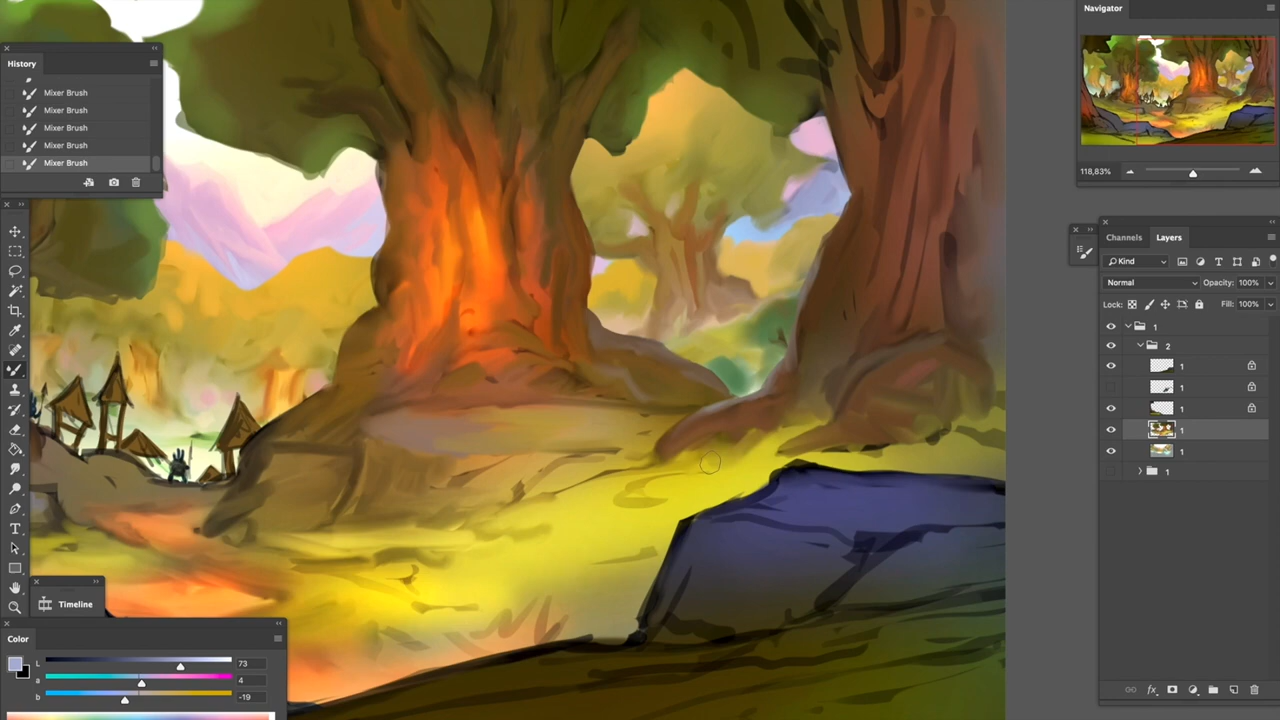 History
Mixer Brush
Mixer Brush
Mixer Brush
Mixer Brush
Mixer Brush
Timeline
Color
L 73
a 4
b -19
Navigator
118,83%
Channels Layers
Kind
Normal Opacity: 100%
Lock: Fill: 100%
1
2
1
1
1
1
1
1